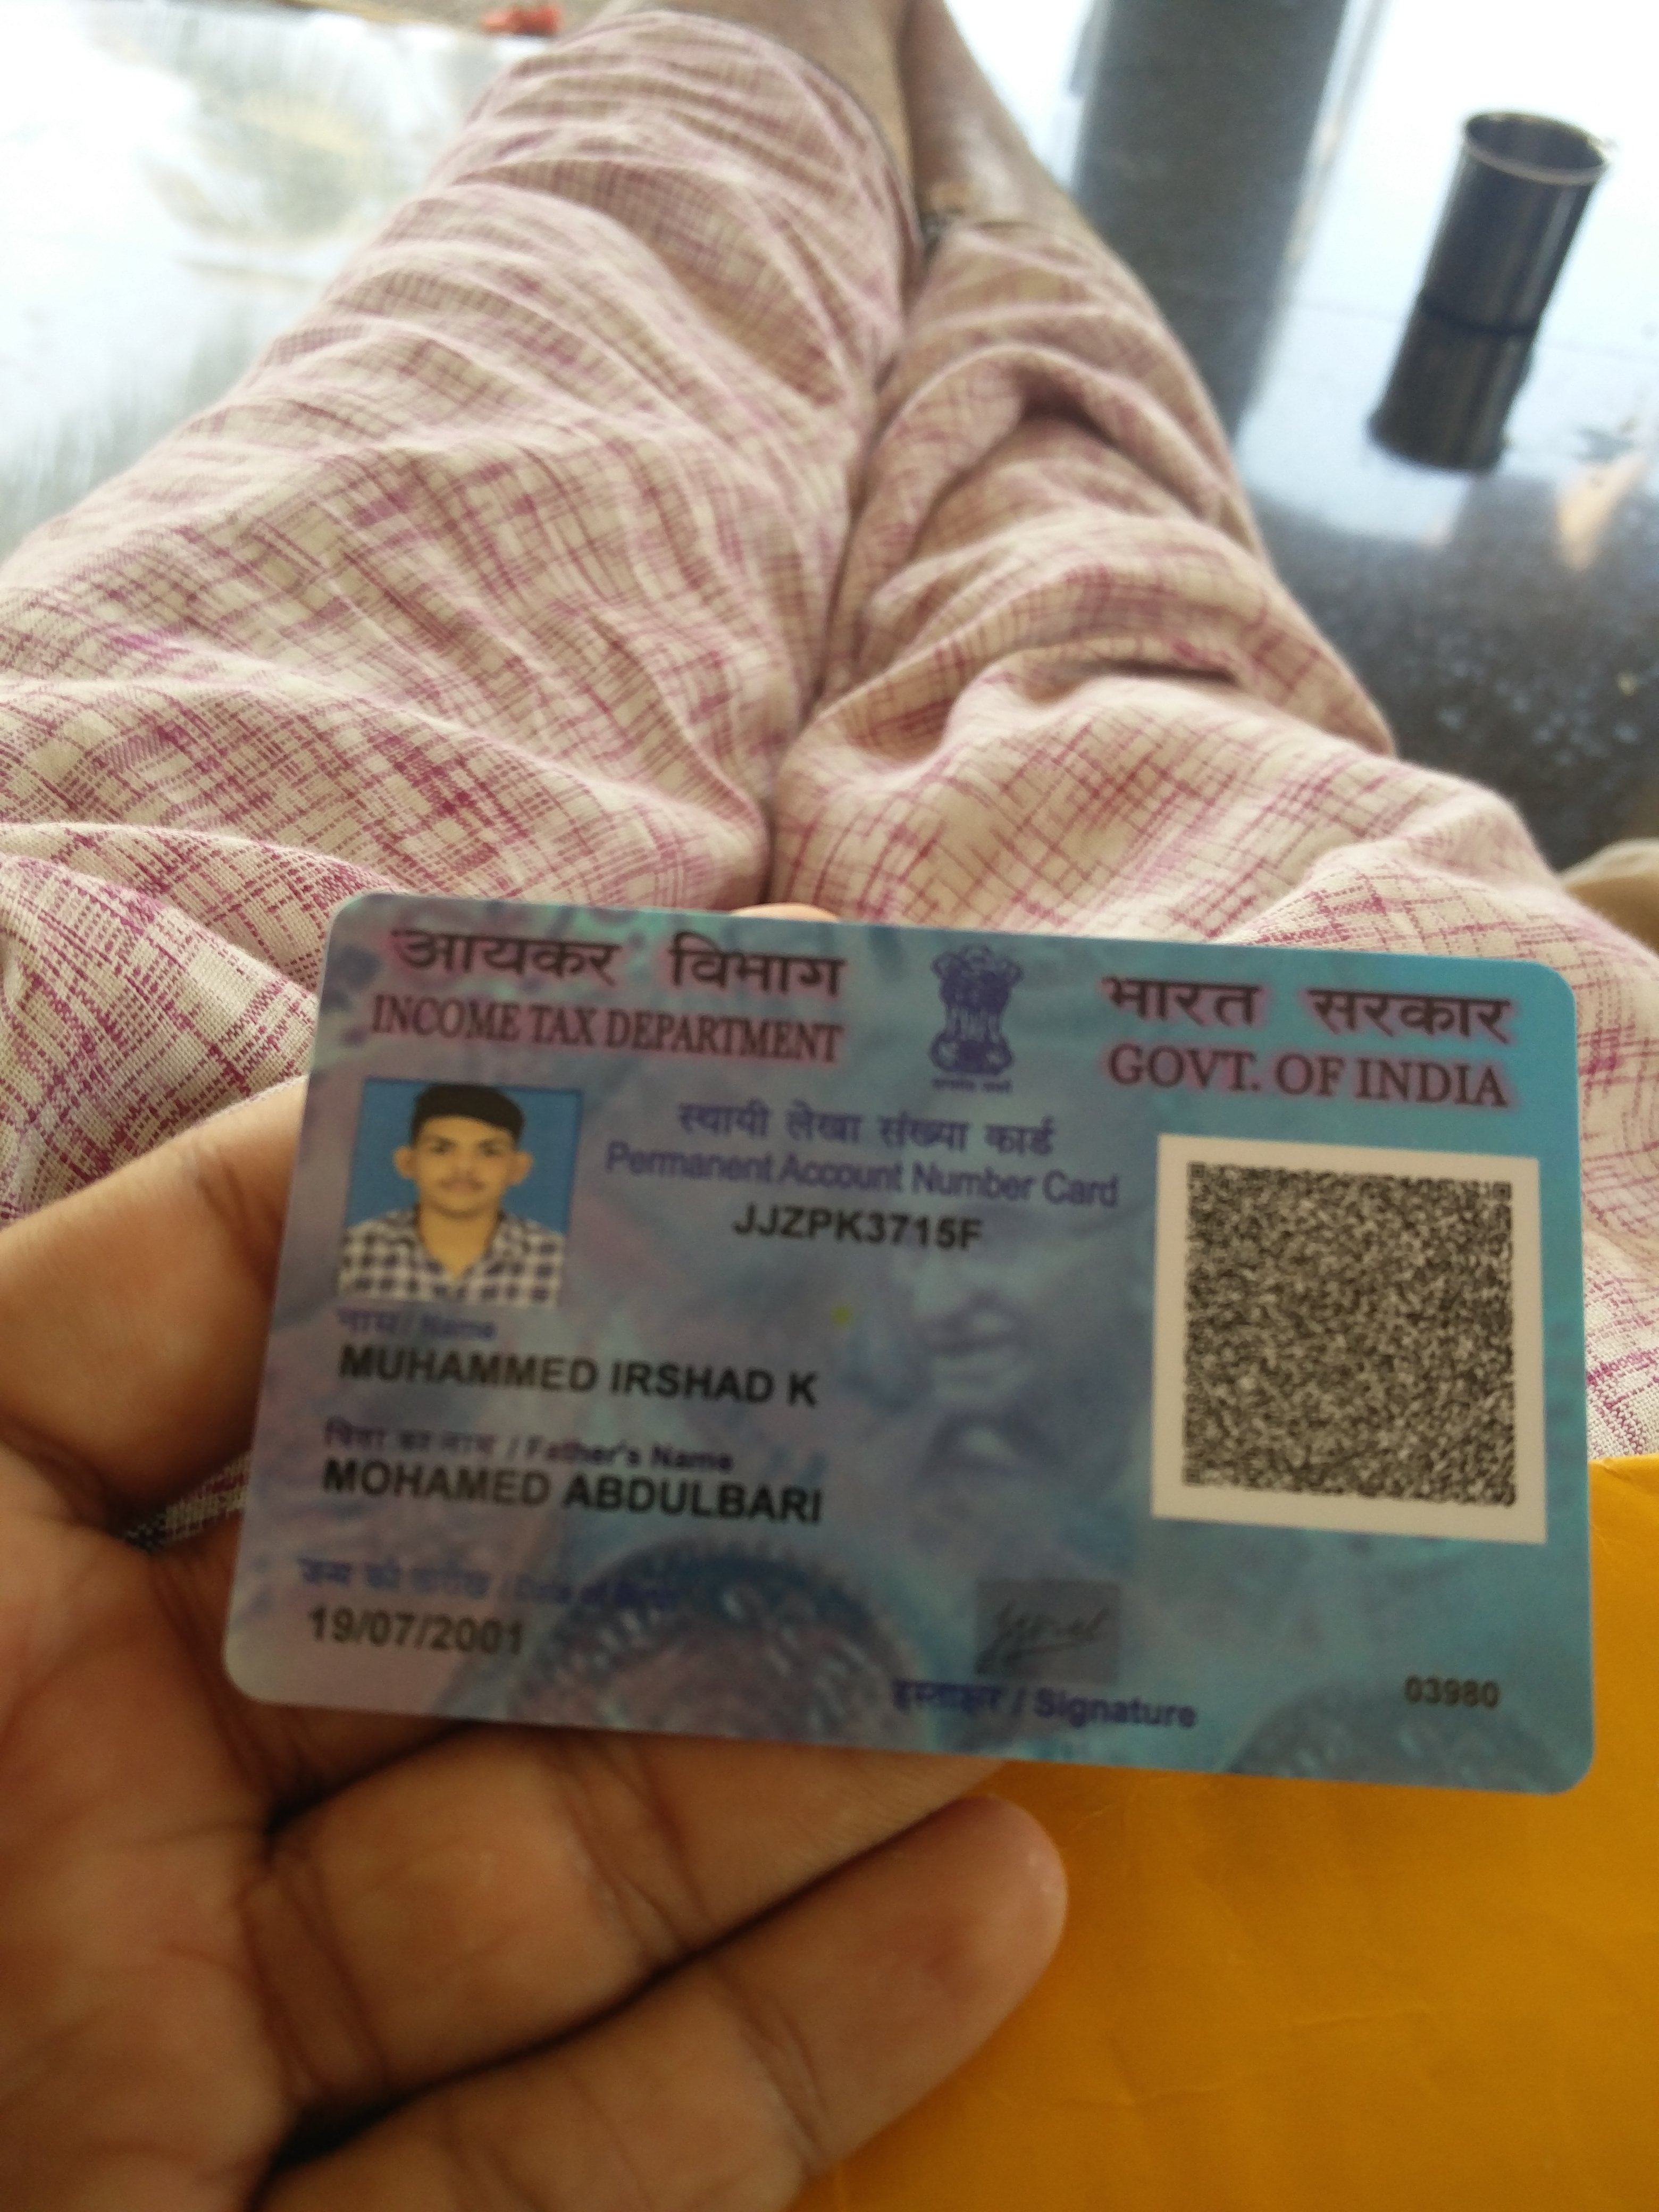 आयकर विभाग
INCOME TAX DEPARTMENT
भारत सरकार
GOVT. OF INDIA
स्थायी लेखा संख्या कार्ड
Permanent Account Number Card
JJZPK3715F
नाम / Name
MUHAMMED IRSHAD K
पिता का नाम / Father's Name
MOHAMED ABDULBARI
जन्म की तारीख / Date of Birth
19/07/2001
हस्ताक्षर / Signature
03980